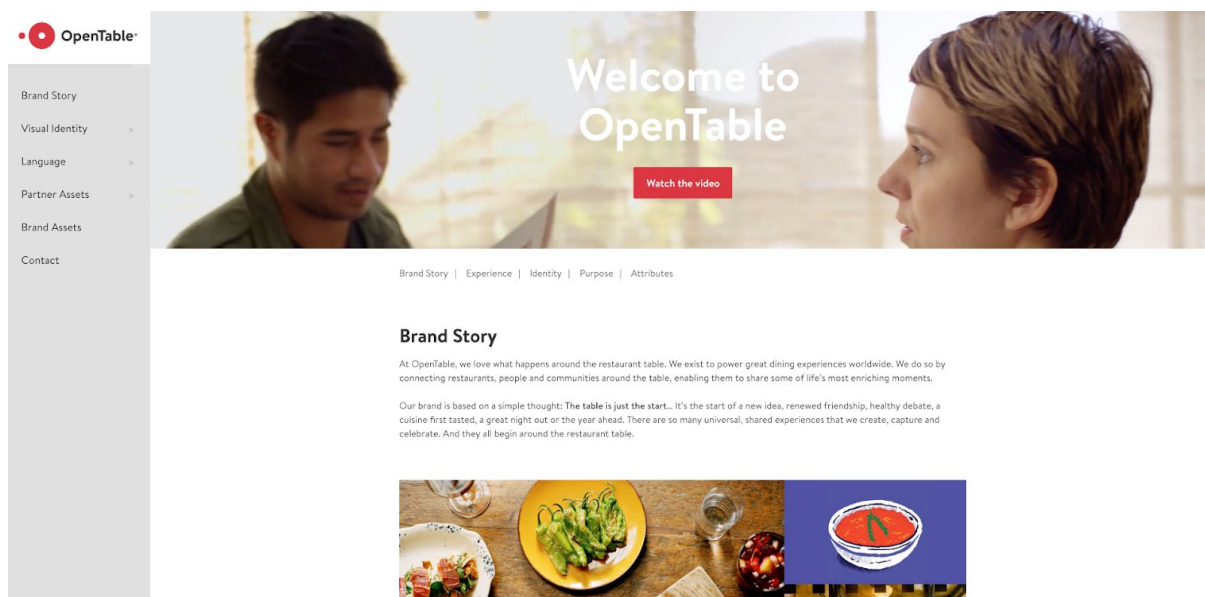 OpenTable
Brand Story
Visual Identity
Language
Partner Assets
Brand Assets
Contact
Welcome to
OpenTable
Watch the video
Brand Story | Experience | Identity | Purpose | Attributes
Brand Story
At OpenTable, we love what happens around the restaurant table. We exist to power great dining experiences worldwide. We do so by
connecting restaurants, people and communities around the table, enabling them to share some of life's most enriching moments.
Our brand is based on a simple thought: The table is just the start... It's the start of a new idea, renewed friendship, healthy debate, a
cuisine first tasted, a great night out or the year ahead. There are so many universal, shared experiences that we create, capture and
celebrate. And they all begin around the restaurant table.